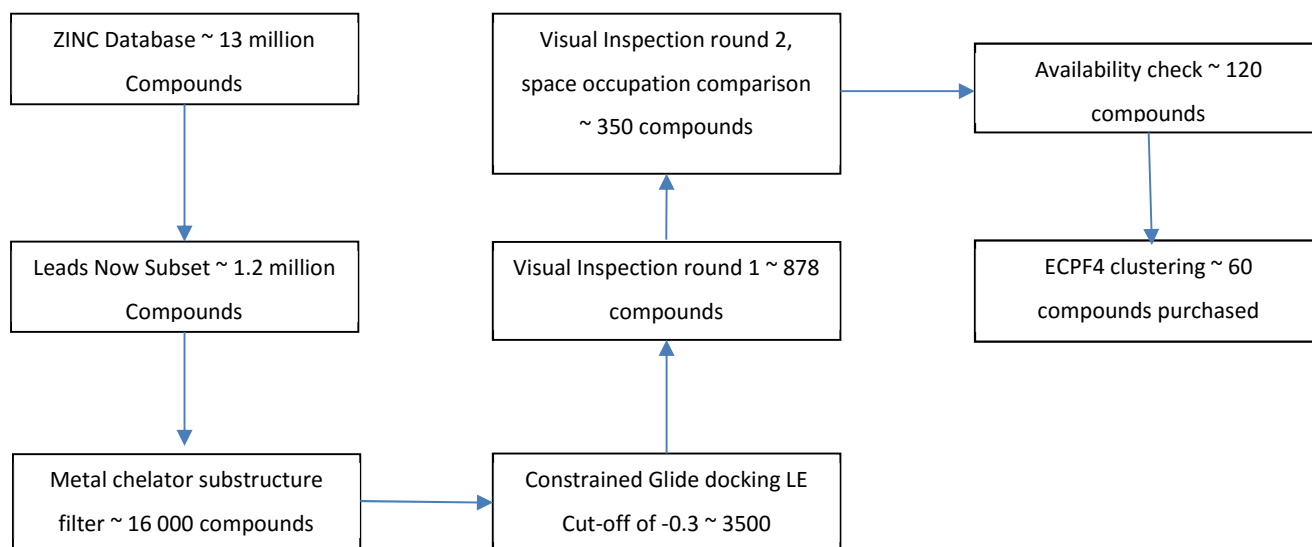 ZINC Database ~ 13 million
Compounds
Leads Now Subset ~ 1.2 million
Compounds
Metal chelator substructure
filter ~ 16 000 compounds
Constrained Glide docking LE
Cut-off of -0.3 ~ 3500
Visual Inspection round 1 ~ 878
compounds
Visual Inspection round 2,
space occupation comparison
~ 350 compounds
Availability check ~ 120
compounds
ECPF4 clustering ~ 60
compounds purchased